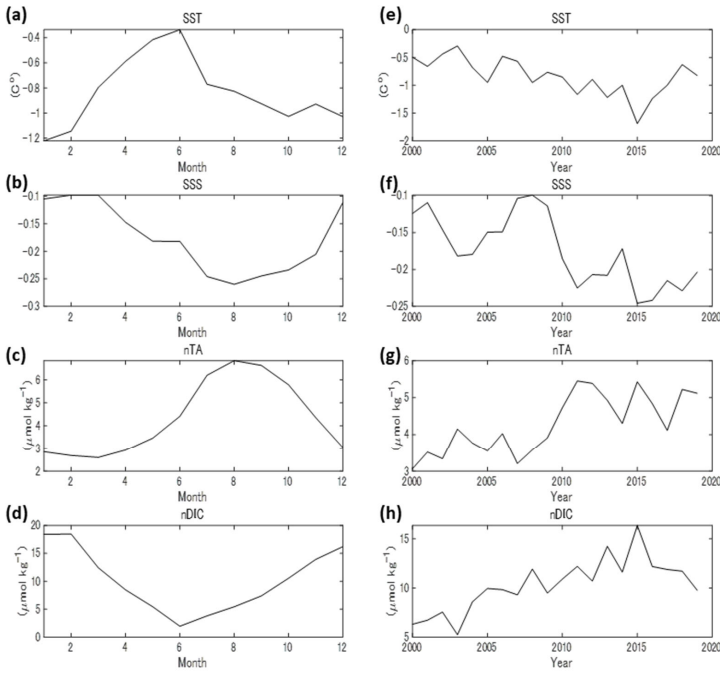 (a)
SST
-0.4
-0.6
-0.8
-1
-1.2
(C°)
2 4 6 8 10 12
Month
(b)
SSS
-0.1
-0.15
-0.2
-0.25
-0.3
2 4 6 8 10 12
Month
(c)
nTA
6
5
4
3
2
(μmol kg⁻¹)
2 4 6 8 10 12
Month
(d)
nDIC
20
15
10
5
0
(μmol kg⁻¹)
2 4 6 8 10 12
Month
(e)
SST
0
-0.5
-1
-1.5
-2
(C°)
2000 2005 2010 2015 2020
Year
(f)
SSS
-0.1
-0.15
-0.2
-0.25
2000 2005 2010 2015 2020
Year
(g)
nTA
6
5
4
3
(μmol kg⁻¹)
2000 2005 2010 2015 2020
Year
(h)
nDIC
15
10
5
(μmol kg⁻¹)
2000 2005 2010 2015 2020
Year